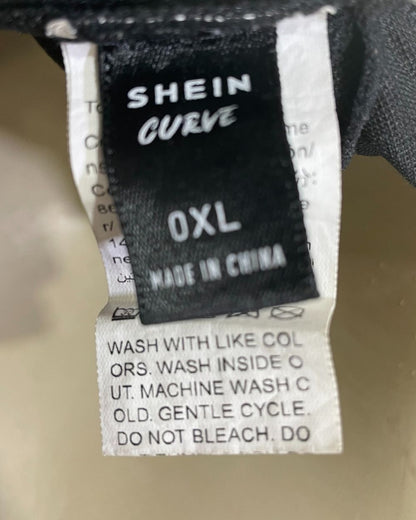 SHEIN
CURVE
0XL
MADE IN CHINA
WASH WITH LIKE COL
ORS. WASH INSIDE O
UT. MACHINE WASH C
OLD. GENTLE CYCLE.
DO NOT BLEACH. DO